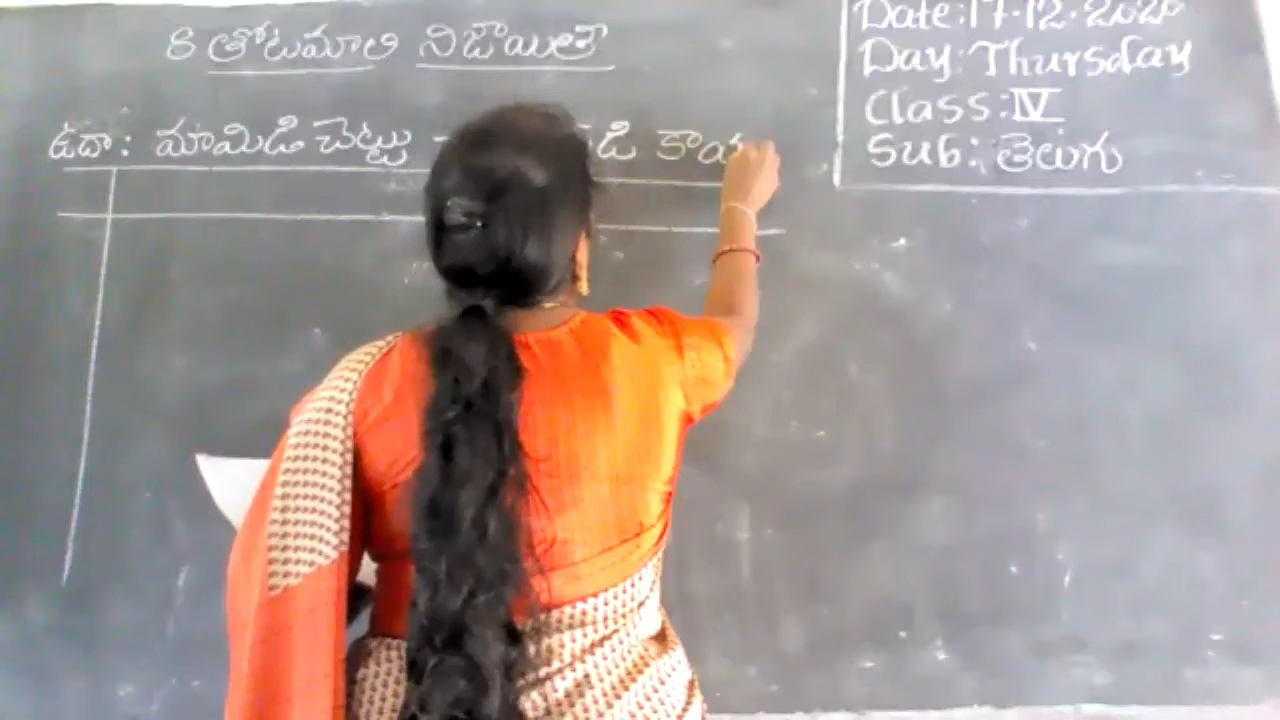 8 తోటమాలి నిజాయితీ
ఉదా: మామిడి చెట్టు - డి కాయ
Date:17.12.2020
Day: Thursday
Class:IV
Sub: తెలుగు